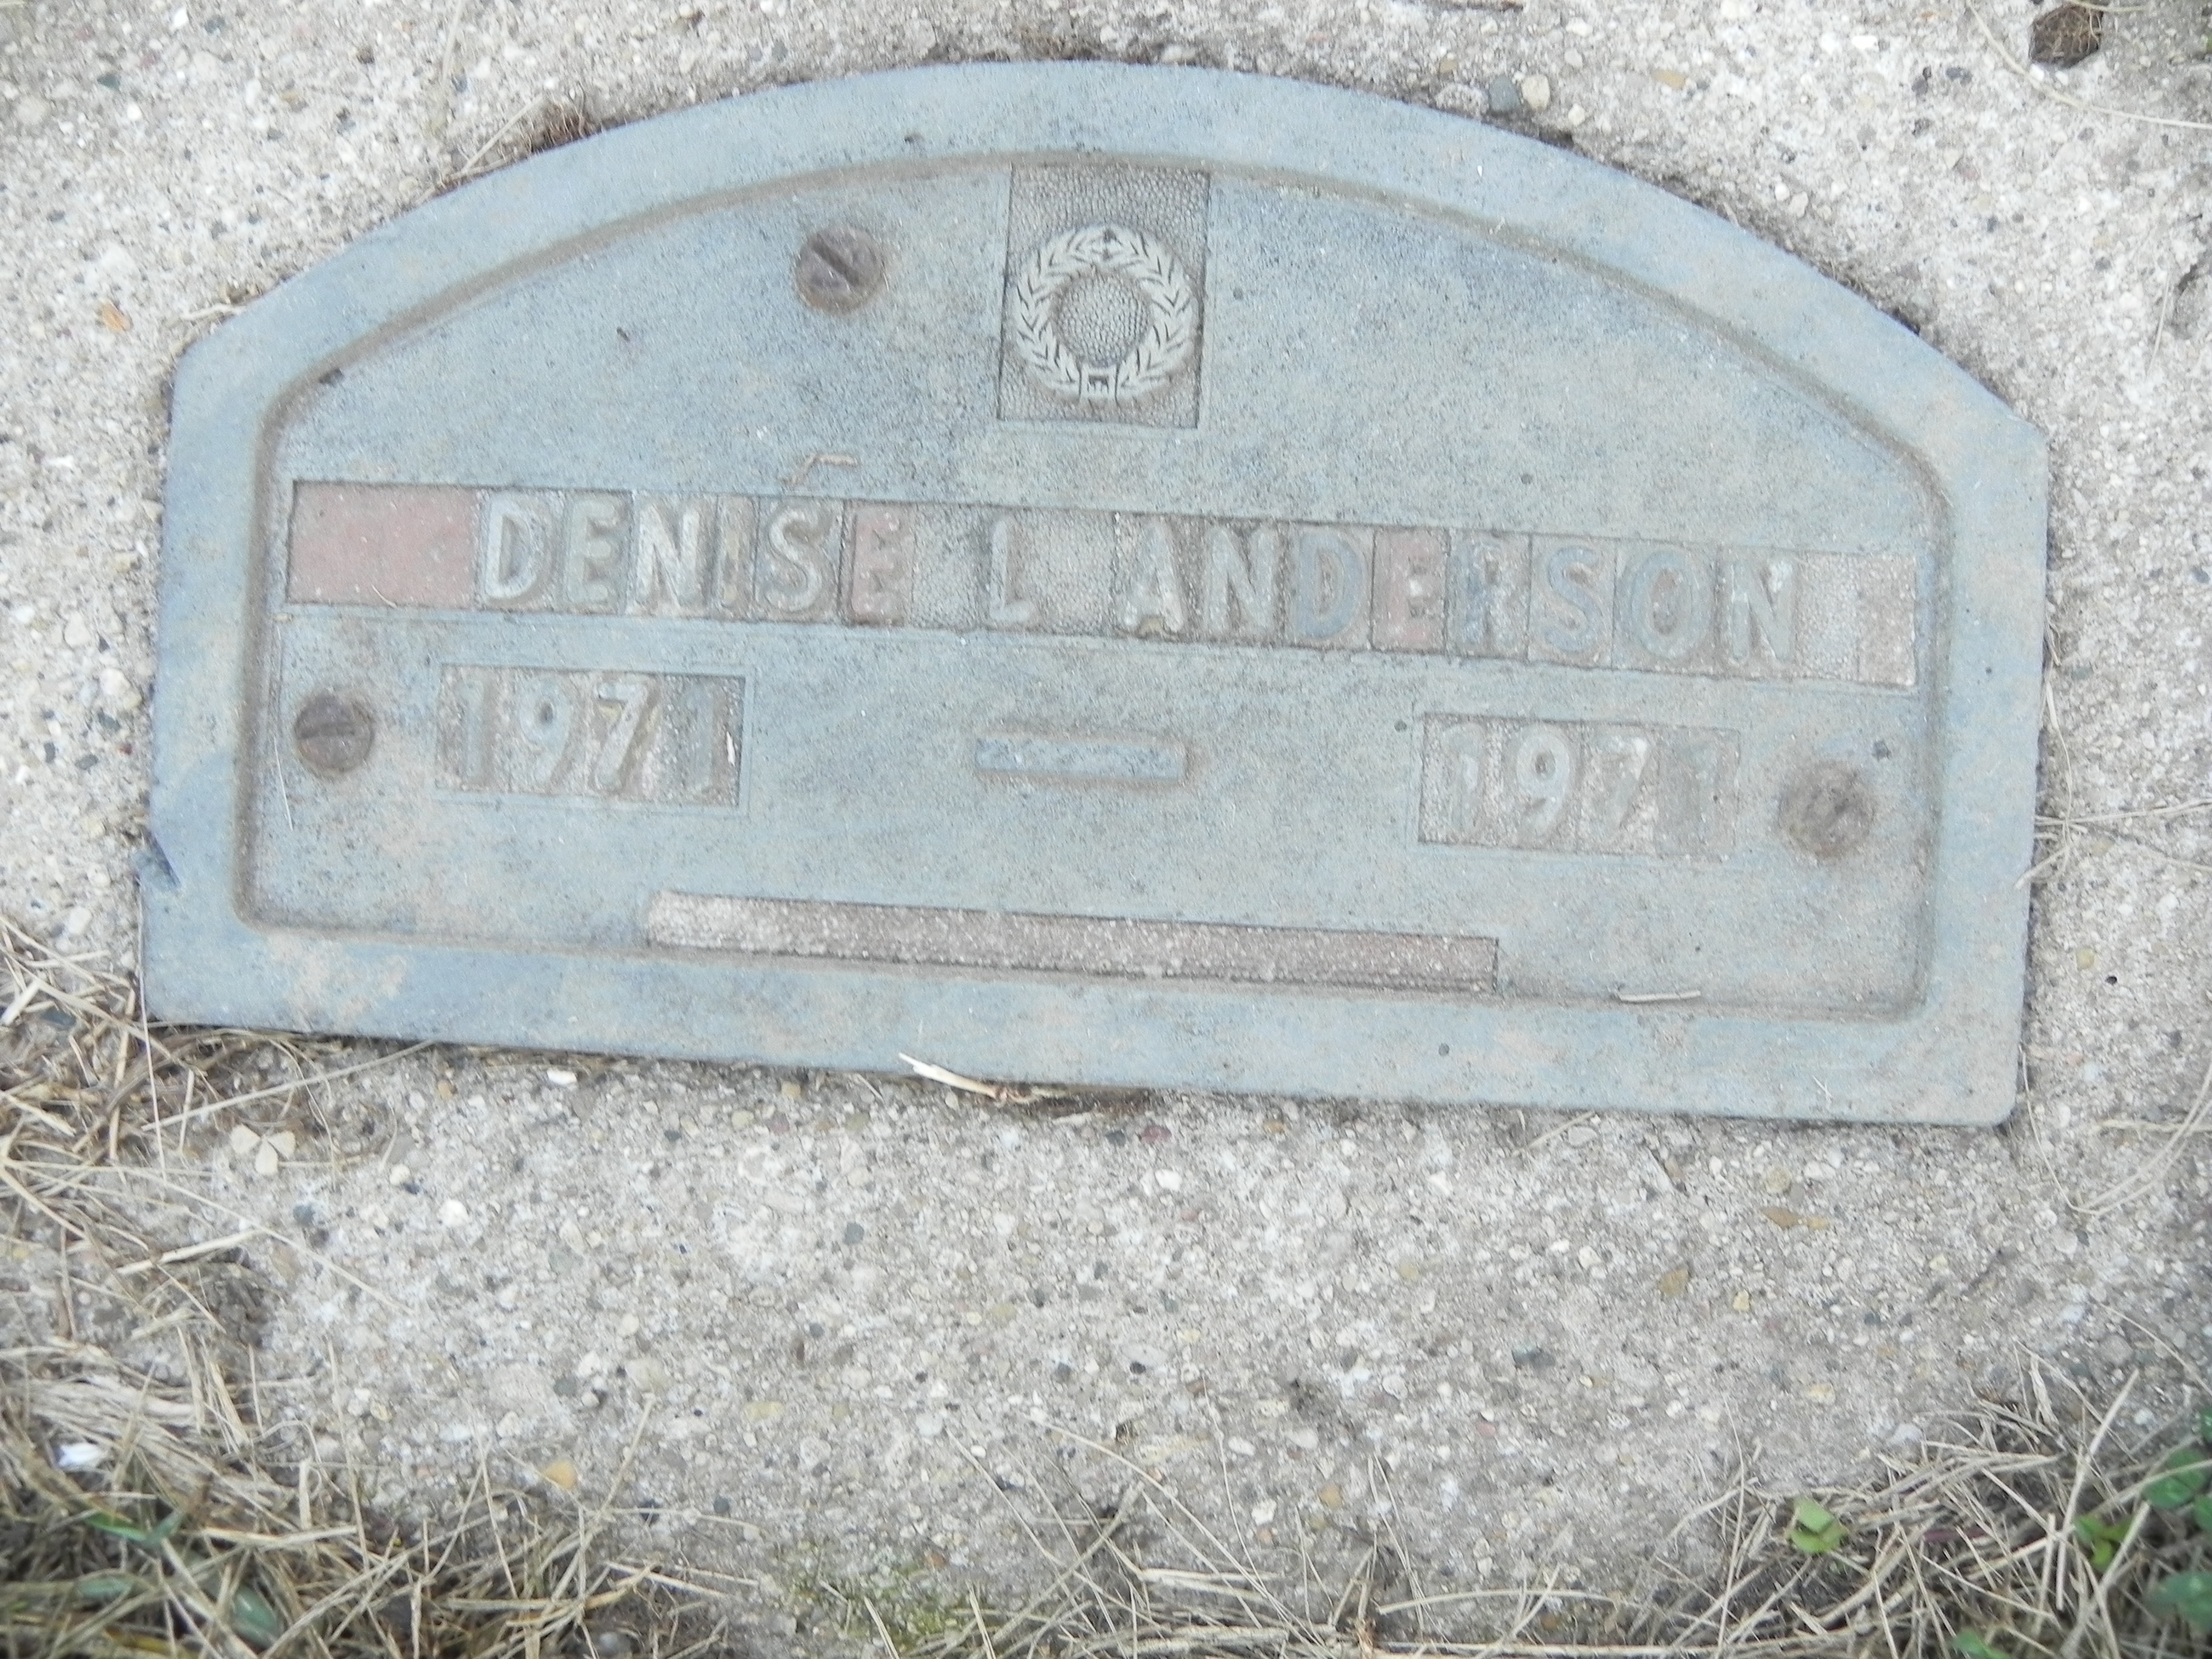 DENISE L ANDERSON
1971 — 1971